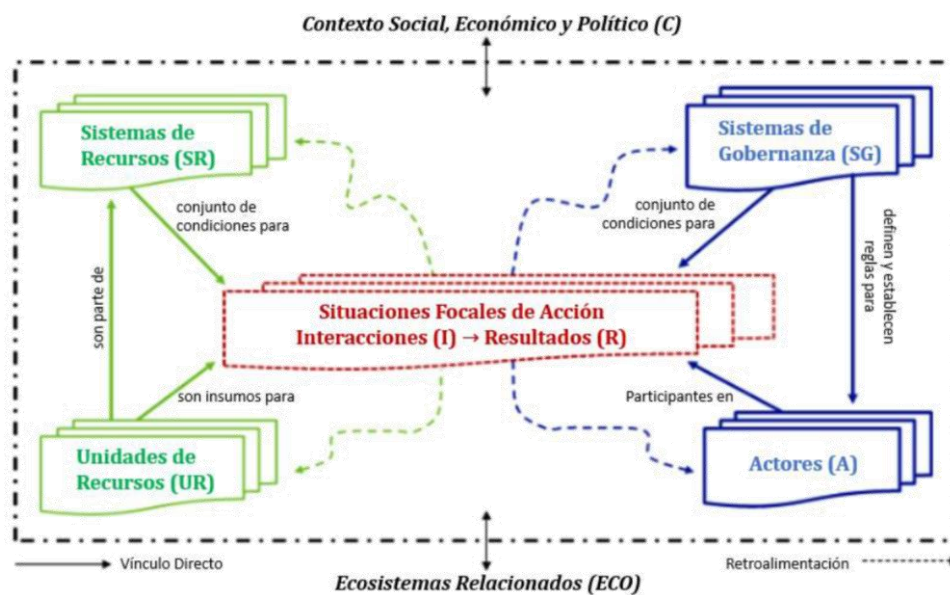 Contexto Social, Económico y Político (C)
Sistemas de
Recursos (SR)
Sistemas de
Gobernanza (SG)
conjunto de
condiciones para
conjunto de
condiciones para
son parte de
definen y establecen
reglas para
Situaciones Focales de Acción
Interacciones (I) → Resultados (R)
son insumos para
Participantes en
Unidades de
Recursos (UR)
Actores (A)
Vínculo Directo
Retroalimentación
Ecosistemas Relacionados (ECO)